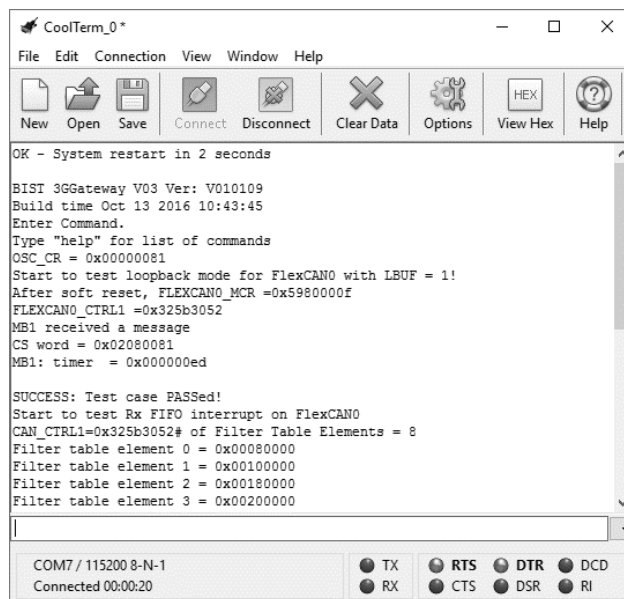 CoolTerm_0 *
File Edit Connection View Window Help
New Open Save Connect Disconnect Clear Data Options HEX View Hex Help
OK - System restart in 2 seconds
BIST 3GGateway V03 Ver: V010109
Build time Oct 13 2016 10:43:45
Enter Command.
Type "help" for list of commands
OSC_CR = 0x00000081
Start to test loopback mode for FlexCAN0 with LBUF = 1!
After soft reset, FLEXCAN0_MCR =0x5980000f
FLEXCAN0_CTRL1 =0x325b3052
MB1 received a message
CS word = 0x02080081
MB1: timer  = 0x000000ed
SUCCESS: Test case PASSed!
Start to test Rx FIFO interrupt on FlexCAN0
CAN_CTRL1=0x325b3052# of Filter Table Elements = 8
Filter table element 0 = 0x00080000
Filter table element 1 = 0x00100000
Filter table element 2 = 0x00180000
Filter table element 3 = 0x00200000
COM7 / 115200 8-N-1 TX RTS DTR DCD
Connected 00:00:20 RX CTS DSR RI